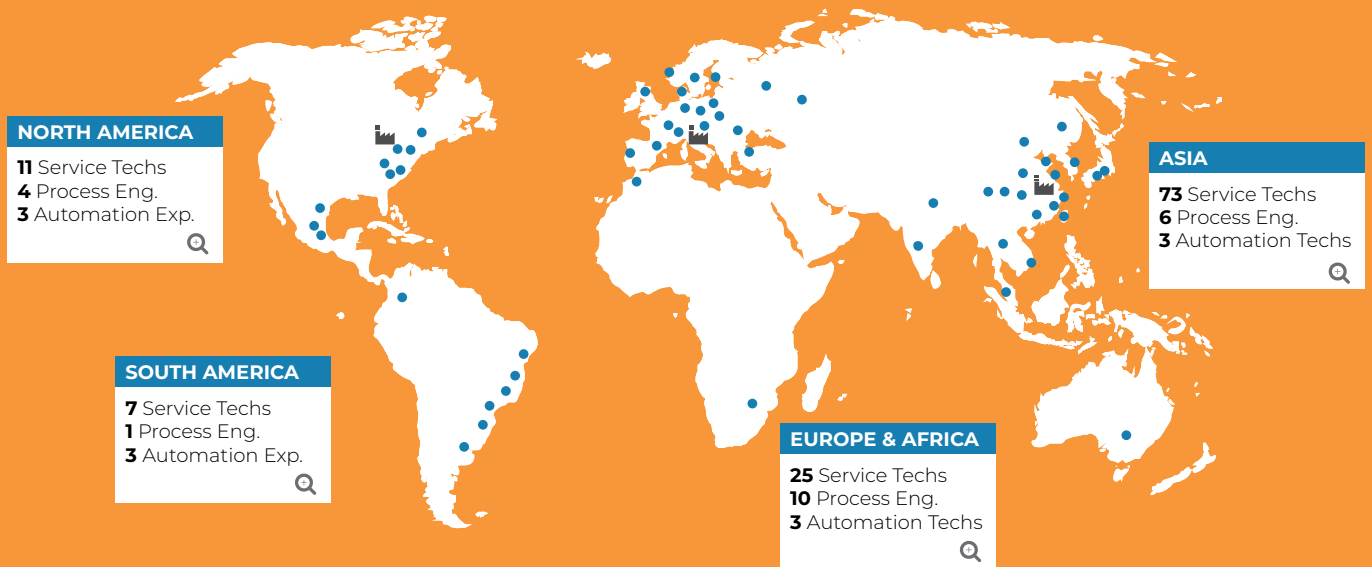 NORTH AMERICA
11 Service Techs
4 Process Eng.
3 Automation Exp.
SOUTH AMERICA
7 Service Techs
1 Process Eng.
3 Automation Exp.
EUROPE & AFRICA
25 Service Techs
10 Process Eng.
3 Automation Techs
ASIA
73 Service Techs
6 Process Eng.
3 Automation Techs